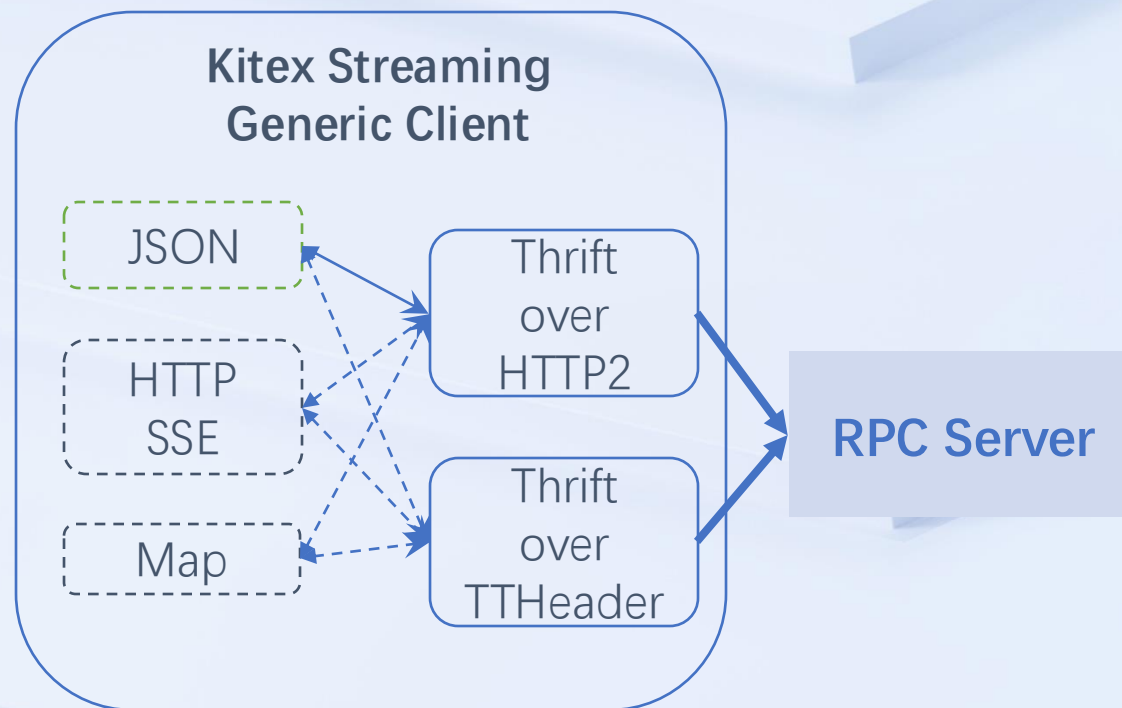 Kitex Streaming
Generic Client
JSON
HTTP
SSE
Map
Thrift
over
HTTP2
Thrift
over
TTHeader
RPC Server